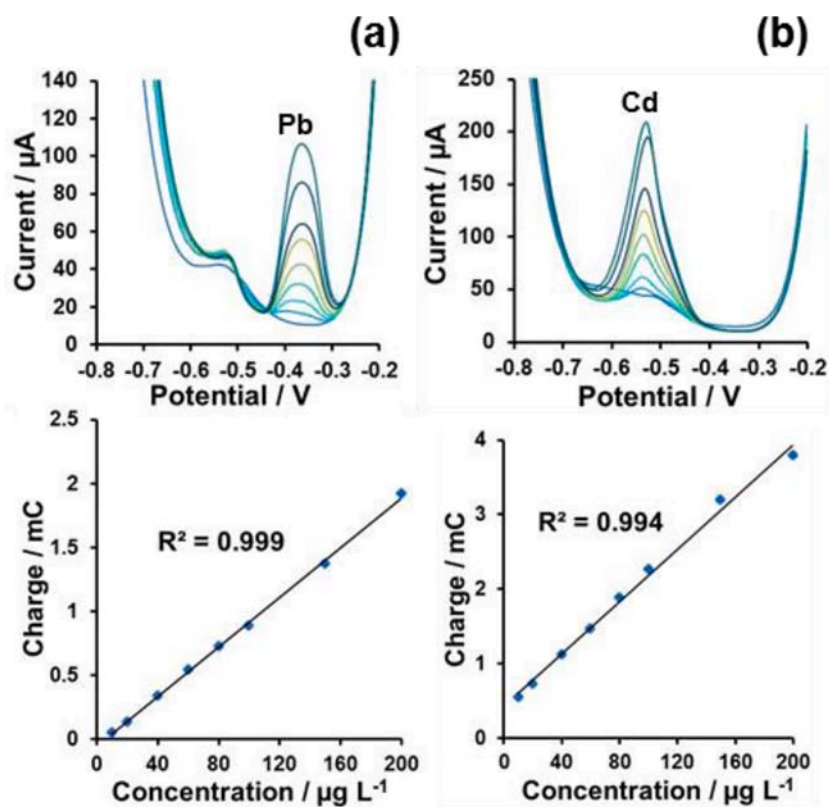 (a)
140
120
100
80
60
40
20
0
Current / µA
Pb
-0.8 -0.7 -0.6 -0.5 -0.4 -0.3 -0.2
Potential / V
(b)
250
200
150
100
50
0
Current / µA
Cd
-0.8 -0.7 -0.6 -0.5 -0.4 -0.3 -0.2
Potential / V
2.5
2
1.5
1
0.5
0
Charge / mC
R² = 0.999
0 40 80 120 160 200
Concentration / µg L⁻¹
4
3
2
1
0
Charge / mC
R² = 0.994
0 40 80 120 160 200
Concentration / µg L⁻¹